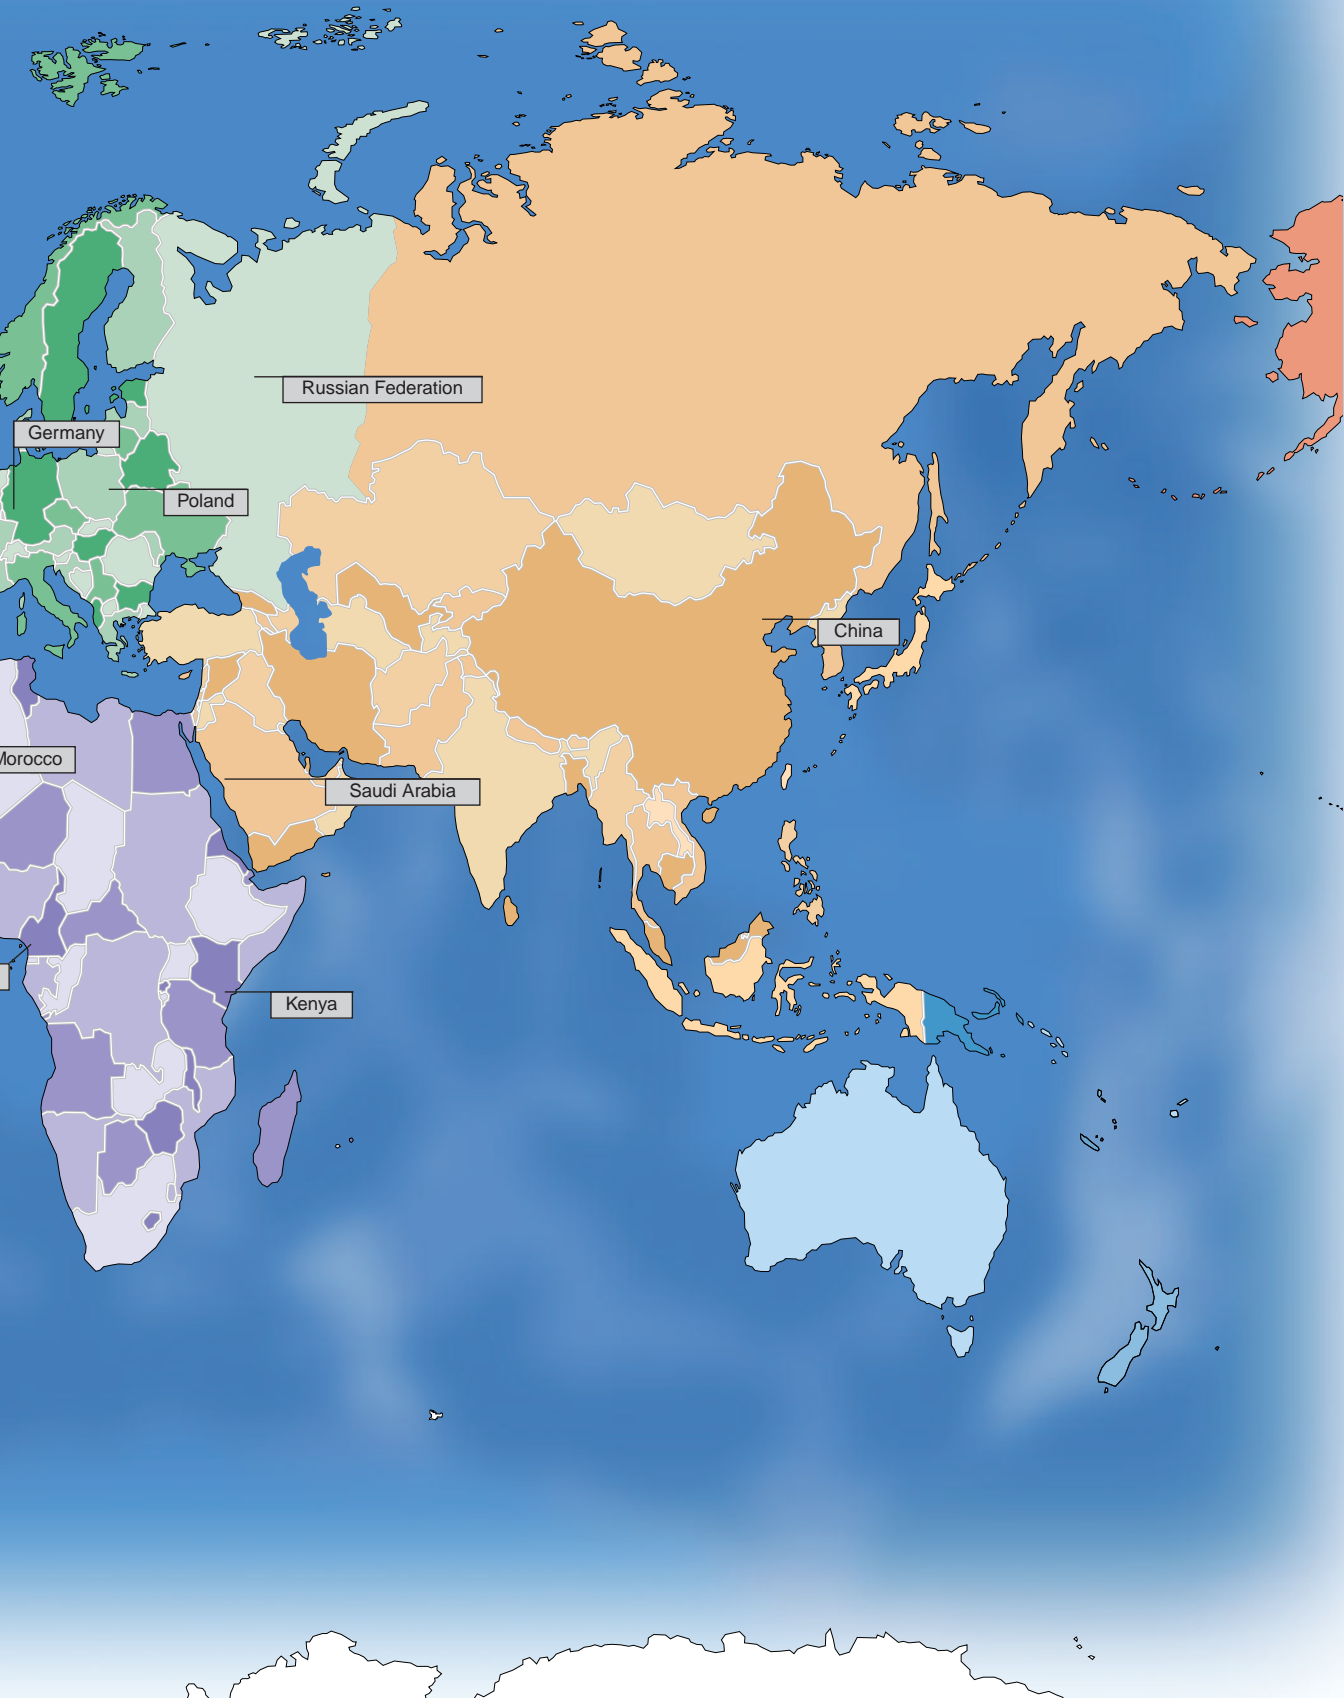 Russian Federation
Germany
Poland
China
Morocco
Saudi Arabia
Kenya